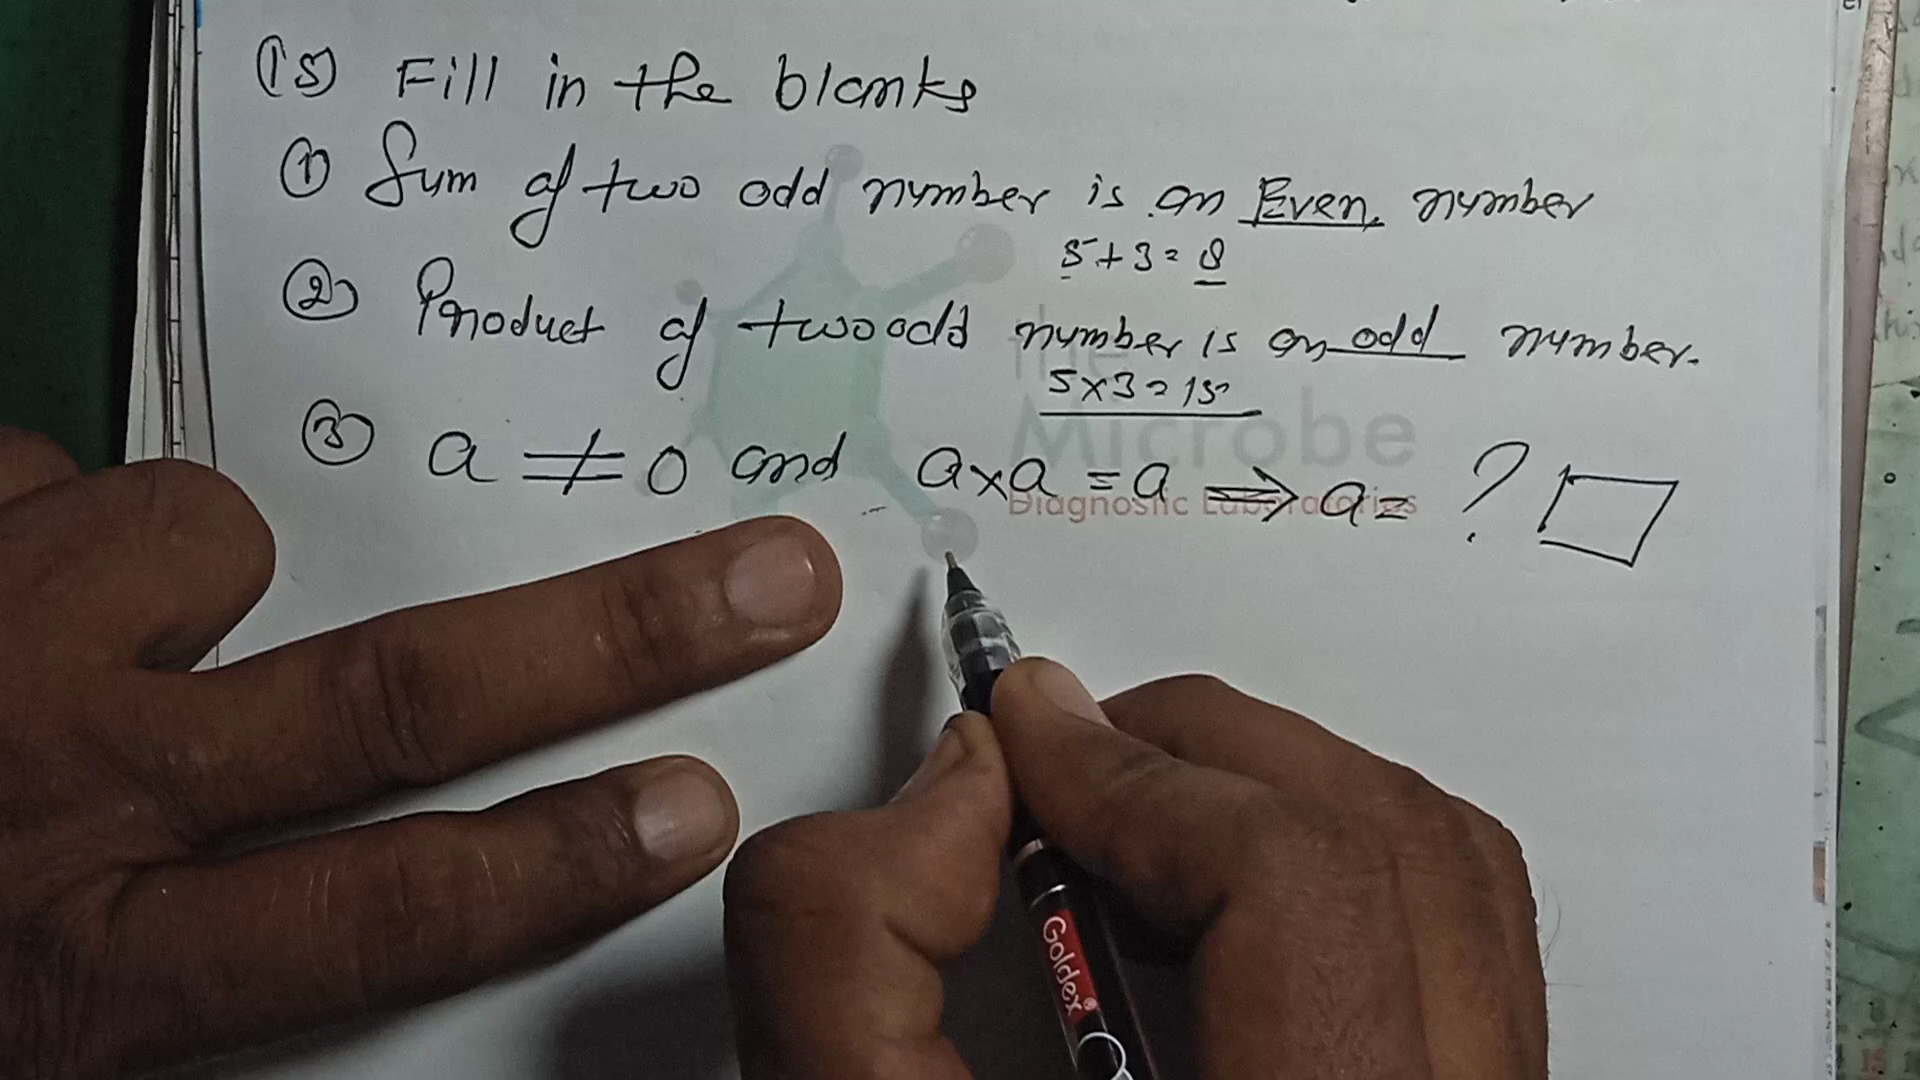 (15) Fill in the blanks
① Sum of two odd number is an Even number
5+3=8
② Product of two odd number is an odd number.
5×3=15
the
Microbe
③ a ≠ 0 and a×a=a ⇒ a= ?
Diagnostic Laboratories
Goldex